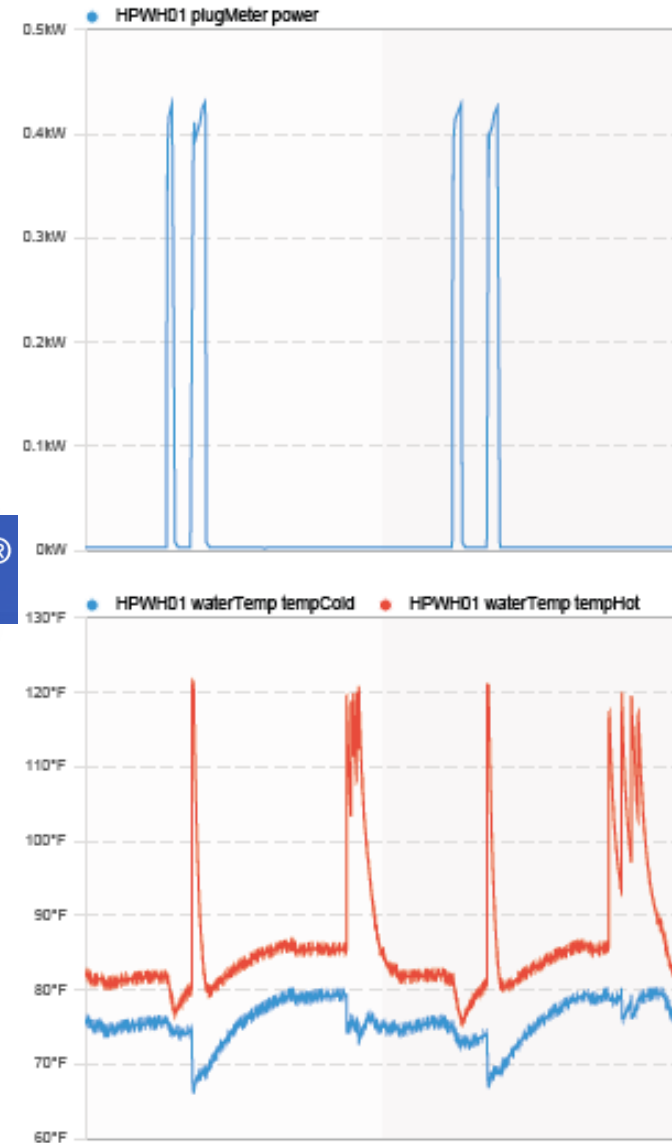 HPWH01 plugMeter power
0.5kW
0.4kW
0.3kW
0.2kW
0.1kW
0kW
®
HPWH01 waterTemp tempCold HPWH01 waterTemp tempHot
130°F
120°F
110°F
100°F
90°F
80°F
70°F
60°F